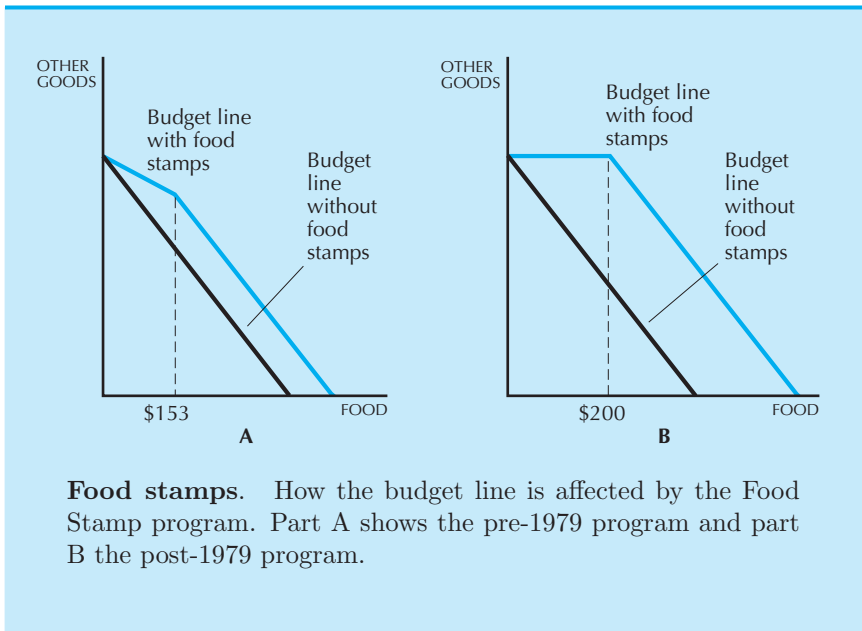 OTHER
GOODS
Budget line
with food
stamps
Budget
line
without
food
stamps
$153
FOOD
A
OTHER
GOODS
Budget line
with food
stamps
Budget
line
without
food
stamps
$200
FOOD
B
Food stamps. How the budget line is affected by the Food
Stamp program. Part A shows the pre-1979 program and part
B the post-1979 program.